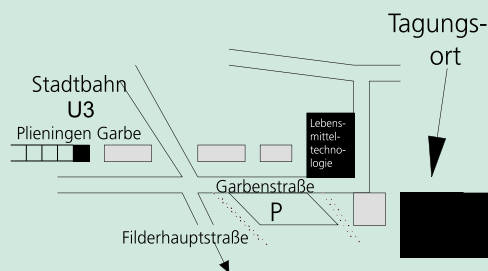 Tagungs-
ort
Stadtbahn
U3
Plieningen Garbe
Lebens-
mittel-
techno-
logie
Garbenstraße
P
Filderhauptstraße